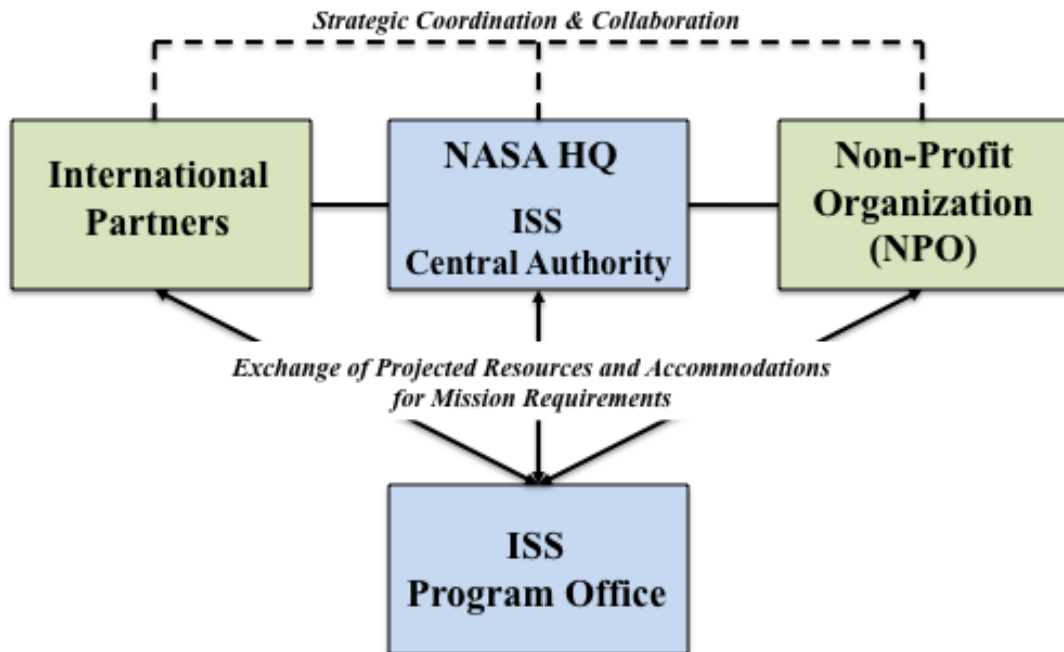 Strategic Coordination & Collaboration
International
Partners
NASA HQ
ISS
Central Authority
Non-Profit
Organization
(NPO)
Exchange of Projected Resources and Accommodations
for Mission Requirements
ISS
Program Office